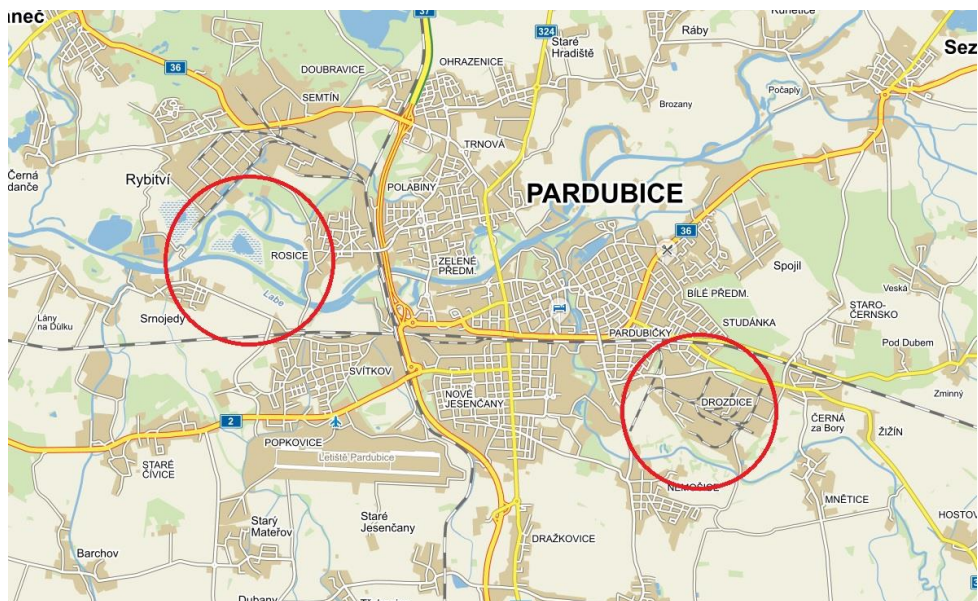 aneč
37
324
Staré
Hradiště
Ráby
Kunětice
Sez
36
DOUBRAVICE
OHRAZENICE
SEMTÍN
Brozany
Počaply
TRNOVÁ
Černá
Rybitví
POLABINY
PARDUBICE
ROSICE
36
ZELENÉ
PŘEDM.
Spojil
Labe
BÍLÉ PŘEDM.
Veská
Lány
na Důlku
Srnojedy
STARO-
ČERNSKO
STUDÁNKA
PARDUBIČKY
Pod Dubem
SVÍTKOV
NOVÉ
JESENČANY
DROZDICE
Zminný
2
ČERNÁ
za Bory
ŽIŽÍN
POPKOVICE
Letiště Pardubice
STARÉ
ČÍVICE
NEMOŠICE
MNĚTICE
Starý
Mateřov
Staré
Jesenčany
HOSTOV
DRAŽKOVICE
Barchov
Dubany